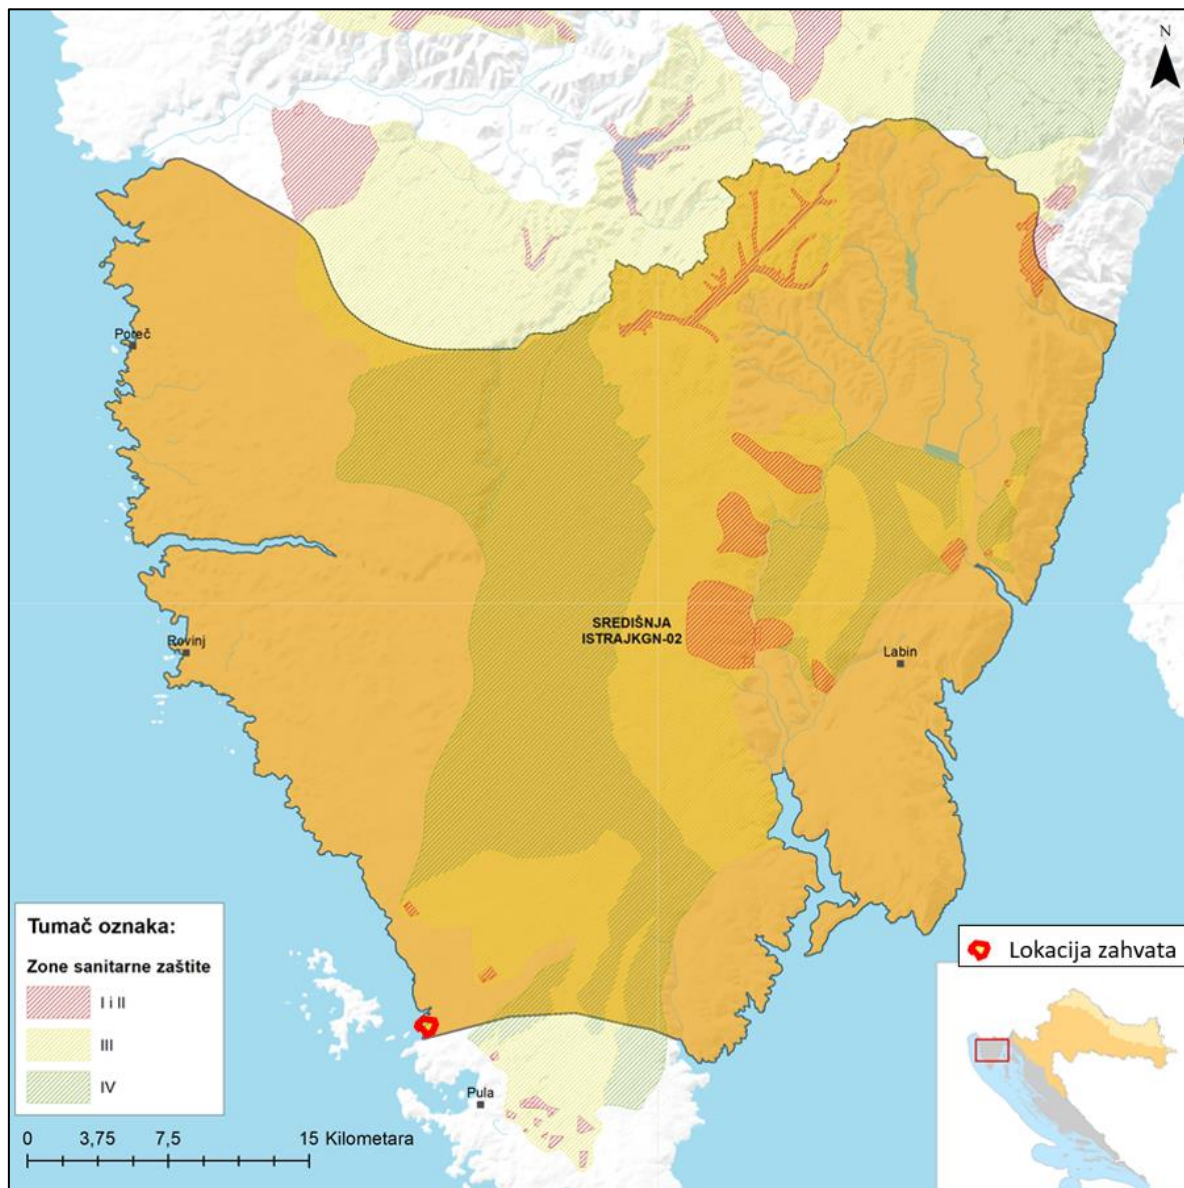 N
Poreč
Rovinj
SREDIŠNJA
ISTRAJKGN-02
Labin
Pula
Tumač oznaka:
Zone sanitarne zaštite
I i II
III
IV
0 3,75 7,5 15 Kilometara
Lokacija zahvata